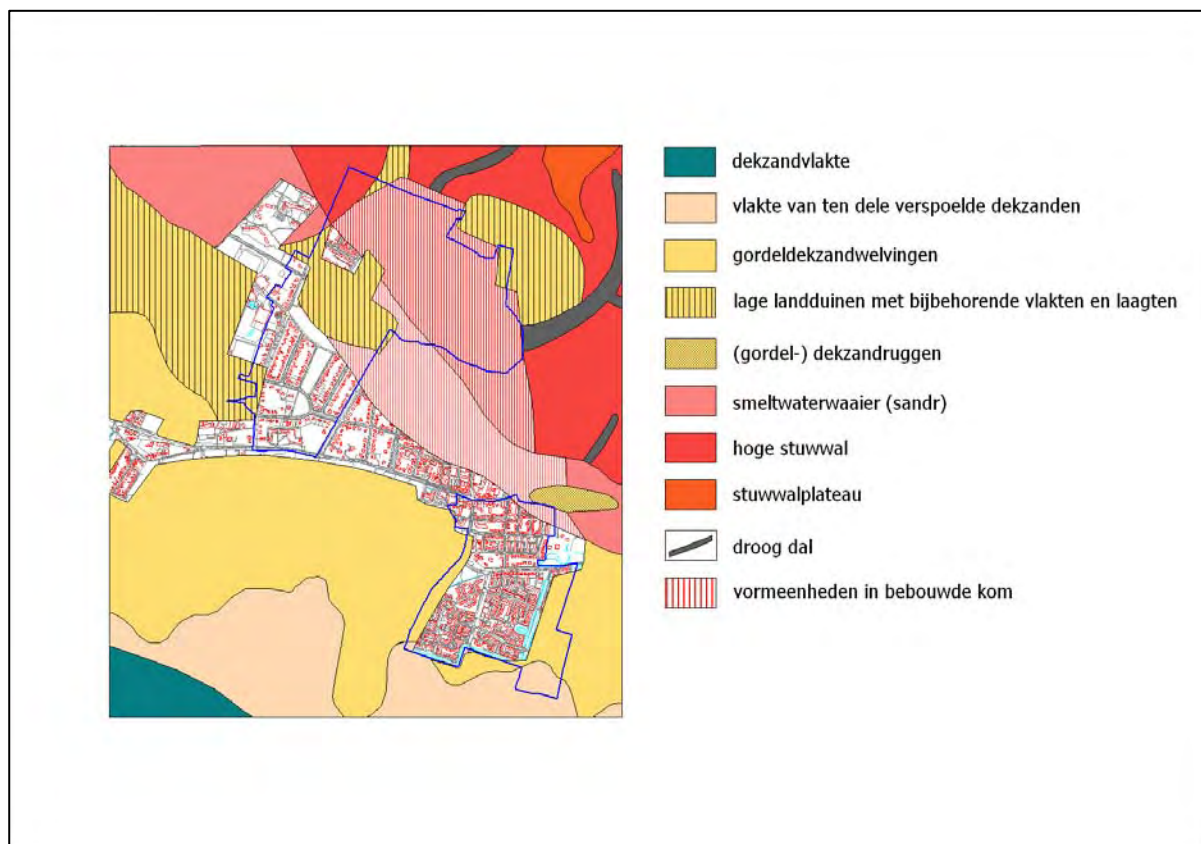 dekzandvlakte
vlakte van ten dele verspoelde dekzanden
gordeldekzandwelvingen
lage landduinen met bijbehorende vlakten en laagten
(gordel-) dekzandruggen
smeltwaterwaaier (sandr)
hoge stuwwal
stuwwalplateau
droog dal
vormeenheden in bebouwde kom